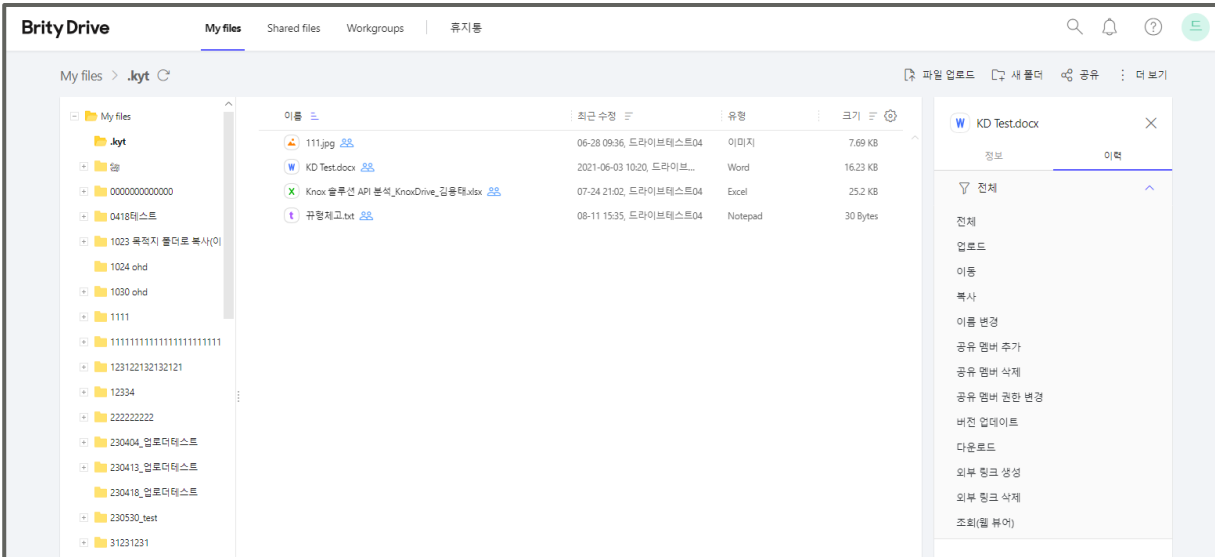 Brity Drive My files Shared files Workgroups 휴지통 드
My files > .kyt 파일 업로드 새 폴더 공유 더 보기
My files
.kyt
0000000000000
0418테스트
1023 목적지 폴더로 복사(이
1024 ohd
1030 ohd
1111
123122132132121
12334
222222222
230404_업로더테스트
230413_업로더테스트
230418_업로더테스트
230530_test
31231231
이름 최근 수정 유형 크기
111.jpg 06-28 09:36, 드라이브테스트04 이미지 7.69 KB
W KD Test.docx 2021-06-03 10:20, 드라이브... Word 16.23 KB
X Knox 솔루션 API 분석_KnoxDrive_김용태.xlsx 07-24 21:02, 드라이브테스트04 Excel 25.2 KB
t 뀨형제고.txt 08-11 15:35, 드라이브테스트04 Notepad 30 Bytes
W KD Test.docx
정보 이력
전체
전체
업로드
이동
복사
이름 변경
공유 멤버 추가
공유 멤버 삭제
공유 멤버 권한 변경
버전 업데이트
다운로드
외부 링크 생성
외부 링크 삭제
조회(웹 뷰어)